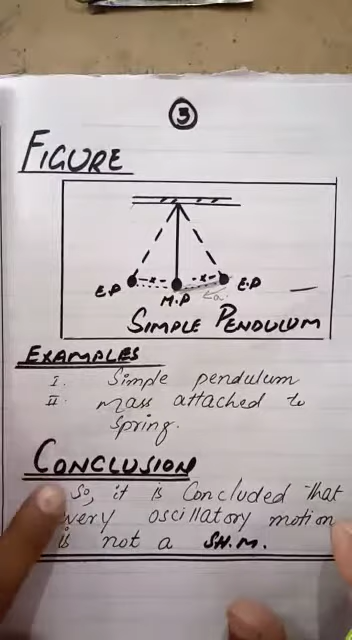 3
FIGURE
-x- -x-
E.P E.P
M.P a
SIMPLE PENDULUM
EXAMPLES
I. Simple pendulum
II. mass attached to
spring.
CONCLUSION
So, it is Concluded that
every oscillatory motion
is not a S.H.M.